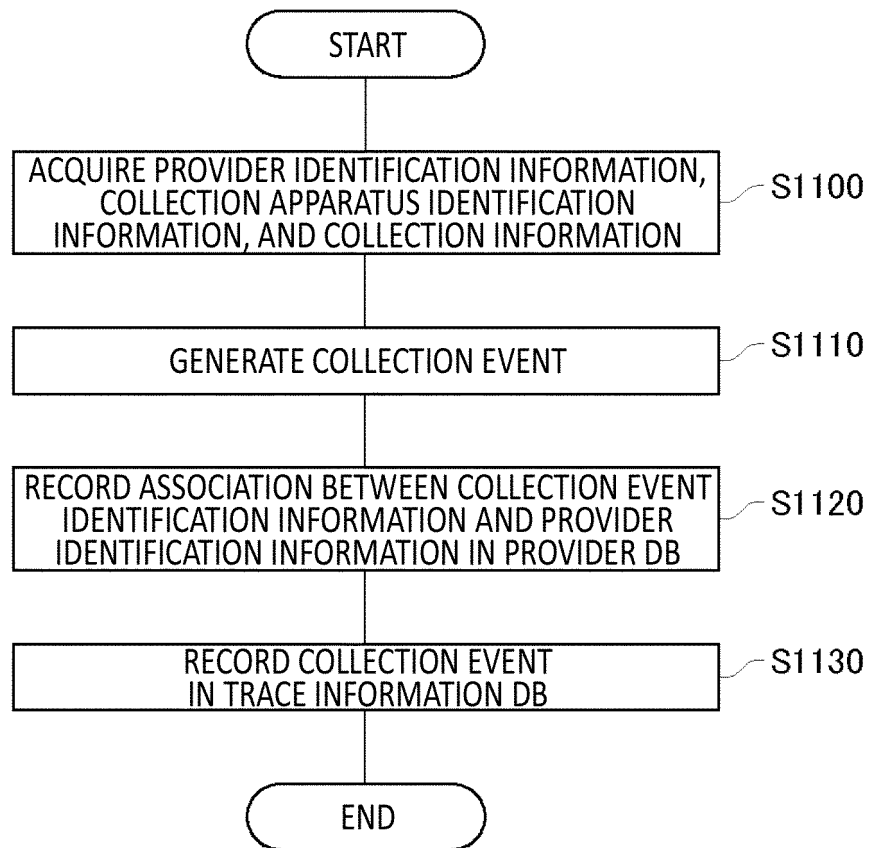 START
ACQUIRE PROVIDER IDENTIFICATION INFORMATION,
COLLECTION APPARATUS IDENTIFICATION
INFORMATION, AND COLLECTION INFORMATION
S1100
GENERATE COLLECTION EVENT
S1110
RECORD ASSOCIATION BETWEEN COLLECTION EVENT
IDENTIFICATION INFORMATION AND PROVIDER
IDENTIFICATION INFORMATION IN PROVIDER DB
S1120
RECORD COLLECTION EVENT
IN TRACE INFORMATION DB
S1130
END